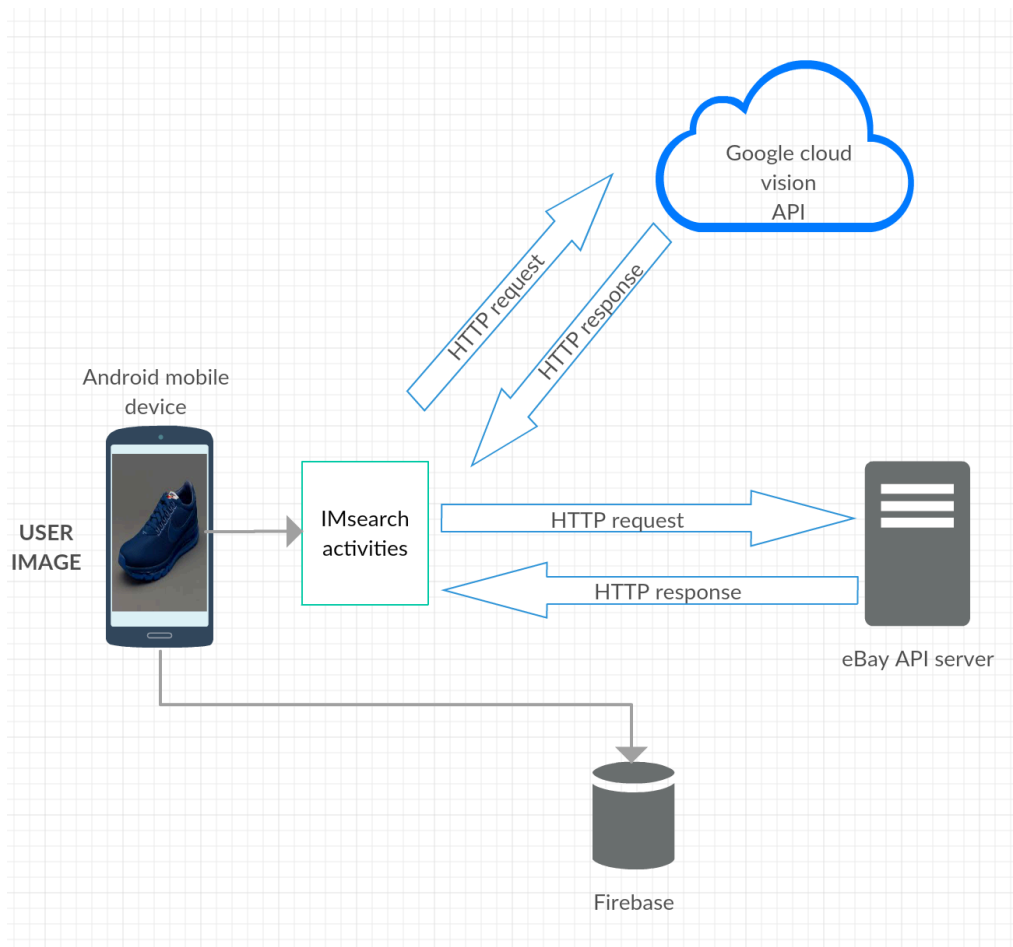 Google cloud
vision
API
HTTP request
HTTP response
Android mobile
device
USER
IMAGE
IMsearch
activities
HTTP request
HTTP response
eBay API server
Firebase